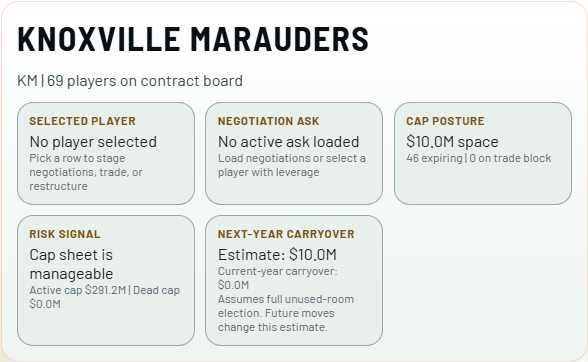 KNOXVILLE MARAUDERS
KM | 69 players on contract board
SELECTED PLAYER
No player selected
Pick a row to stage
negotiations, trade, or
restructure
NEGOTIATION ASK
No active ask loaded
Load negotiations or select a
player with leverage
CAP POSTURE
$10.0M space
46 expiring | 0 on trade block
RISK SIGNAL
Cap sheet is
manageable
Active cap $291.2M | Dead cap
$0.0M
NEXT-YEAR CARRYOVER
Estimate: $10.0M
Current-year carryover:
$0.0M
Assumes full unused-room
election. Future moves
change this estimate.